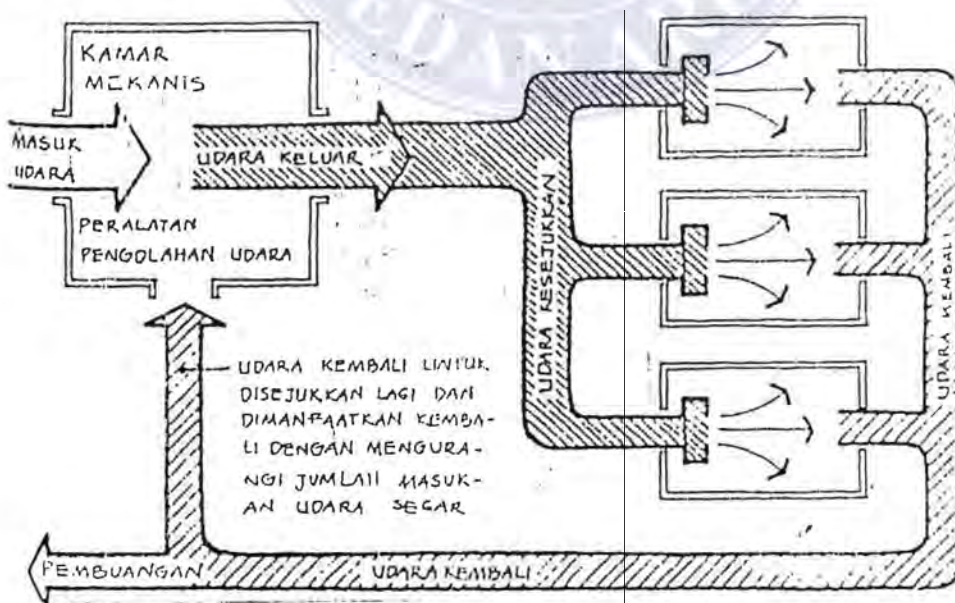 EDAN A
KAMAR
MEKANIS
MASUK
UDARA
UDARA KELUAR
PERALATAN
PENGOLAHAN UDARA
UDARA KESEJUKKAN
UDARA KEMBALI
UDARA KEMBALI UNTUK
DISEJUKKAN LAGI DAN
DIMANFAATKAN KEMBA-
LI DENGAN MENGURA-
NGI JUMLAH MASUK-
AN UDARA SEGAR
PEMBUANGAN
UDARA KEMBALI